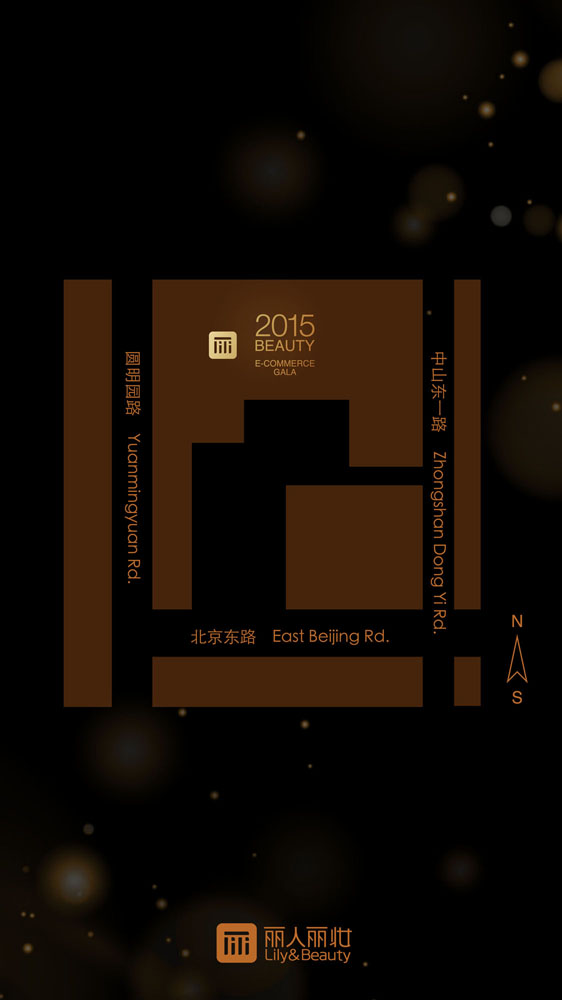 2015
BEAUTY
E-COMMERCE
GALA
圆明园路 Yuanmingyuan Rd.
中山东一路 Zhongshan Dong Yi Rd.
北京东路 East Beijing Rd.
N
S
丽人丽妆
Lily&Beauty